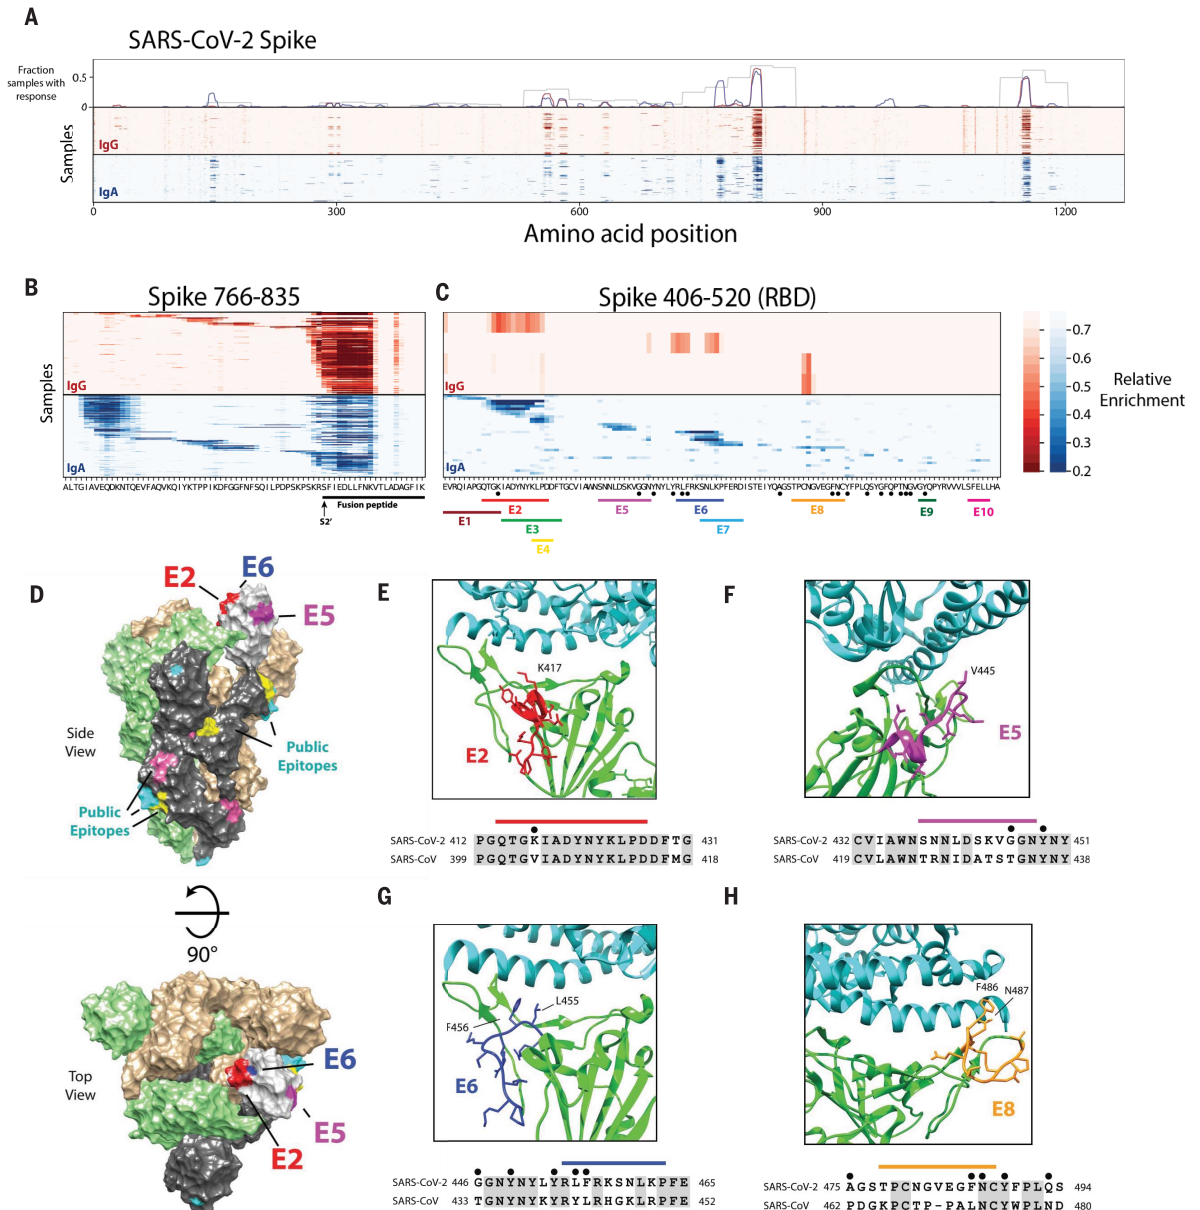 A
SARS-CoV-2 Spike
Fraction
samples with
response
0.5
0
Samples
IgG
IgA
0 300 600 900 1200
Amino acid position
B
Spike 766-835
Samples
IgG
IgA
ALTGIAVEQDKNTQEVFAQVKQIYKTPPIKDFGGFNFSQILPDPSKPSKRSFIEDLLFNKVTLADAGFIK
S2'
Fusion peptide
C
Spike 406-520 (RBD)
IgG
IgA
EVRQIAPGQTGKIADYNYKLPDDFTGCVIAWNSNNLDSKVGGNYNYLYRLFRKSNLKPFERDISTEIYQAGSTPCNGVEGFNCYFPLQSYGFQPTNGVGYQPYRVVVLSFELLHA
E1 E2 E3 E4 E5 E6 E7 E8 E9 E10
0.7
0.6
0.5
0.4
0.3
0.2
Relative
Enrichment
D
E2
E6
E5
Side
View
Public
Epitopes
Public
Epitopes
90°
Top
View
E6
E5
E2
E
K417
E2
SARS-CoV-2 412 PGQTGKIADYNYKLPDDFTG 431
SARS-CoV 399 PGQTGVIADYNYKLPDDFMG 418
F
V445
E5
SARS-CoV-2 432 CVIAWNSNNLDSKVGGNYNY 451
SARS-CoV 419 CVLAWNTRNIDATSTGNYNY 438
G
L455
F456
E6
SARS-CoV-2 446 GGNYNYLYRLFRKSNLKPFE 465
SARS-CoV 433 TGNYNYKYRYLRHGKLRPFE 452
H
F486
N487
E8
SARS-CoV-2 475 AGSTPCNGVEGFNCYFPLQS 494
SARS-CoV 462 PDGKPCTP-PALNCYWPLND 480